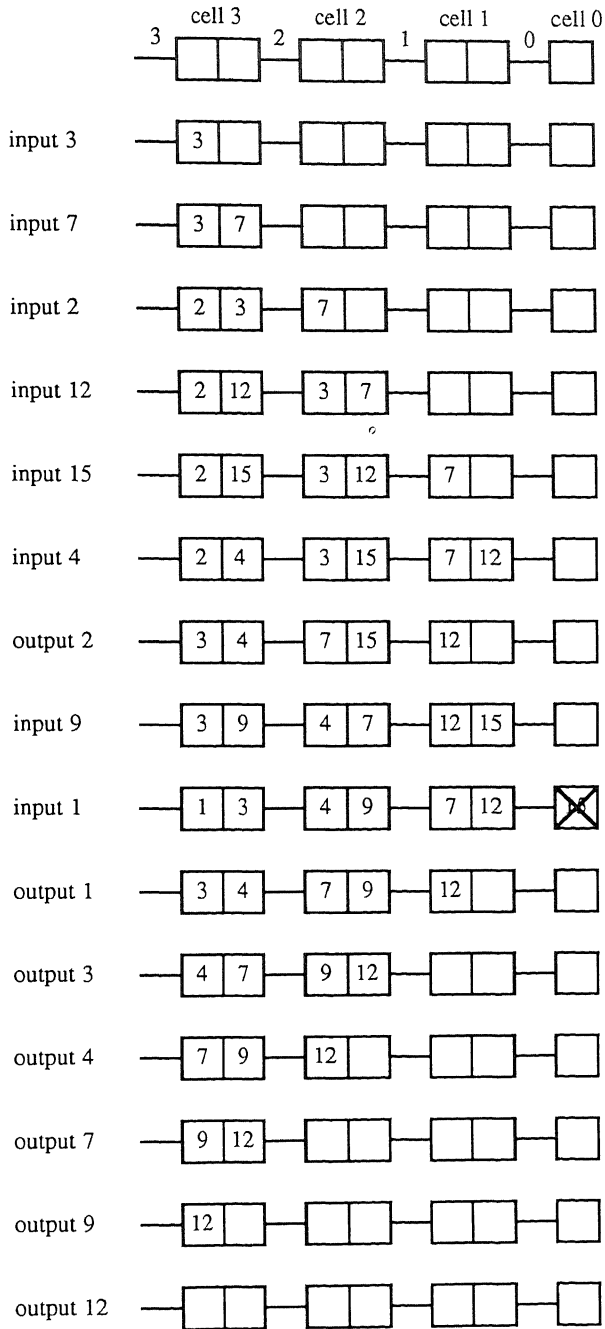 cell 3 cell 2 cell 1 cell 0
3 2 1 0
input 3 3
input 7 3 7
input 2 2 3 7
input 12 2 12 3 7
input 15 2 15 3 12 7
input 4 2 4 3 15 7 12
output 2 3 4 7 15 12
input 9 3 9 4 7 12 15
input 1 1 3 4 9 7 12
output 1 3 4 7 9 12
output 3 4 7 9 12
output 4 7 9 12
output 7 9 12
output 9 12
output 12